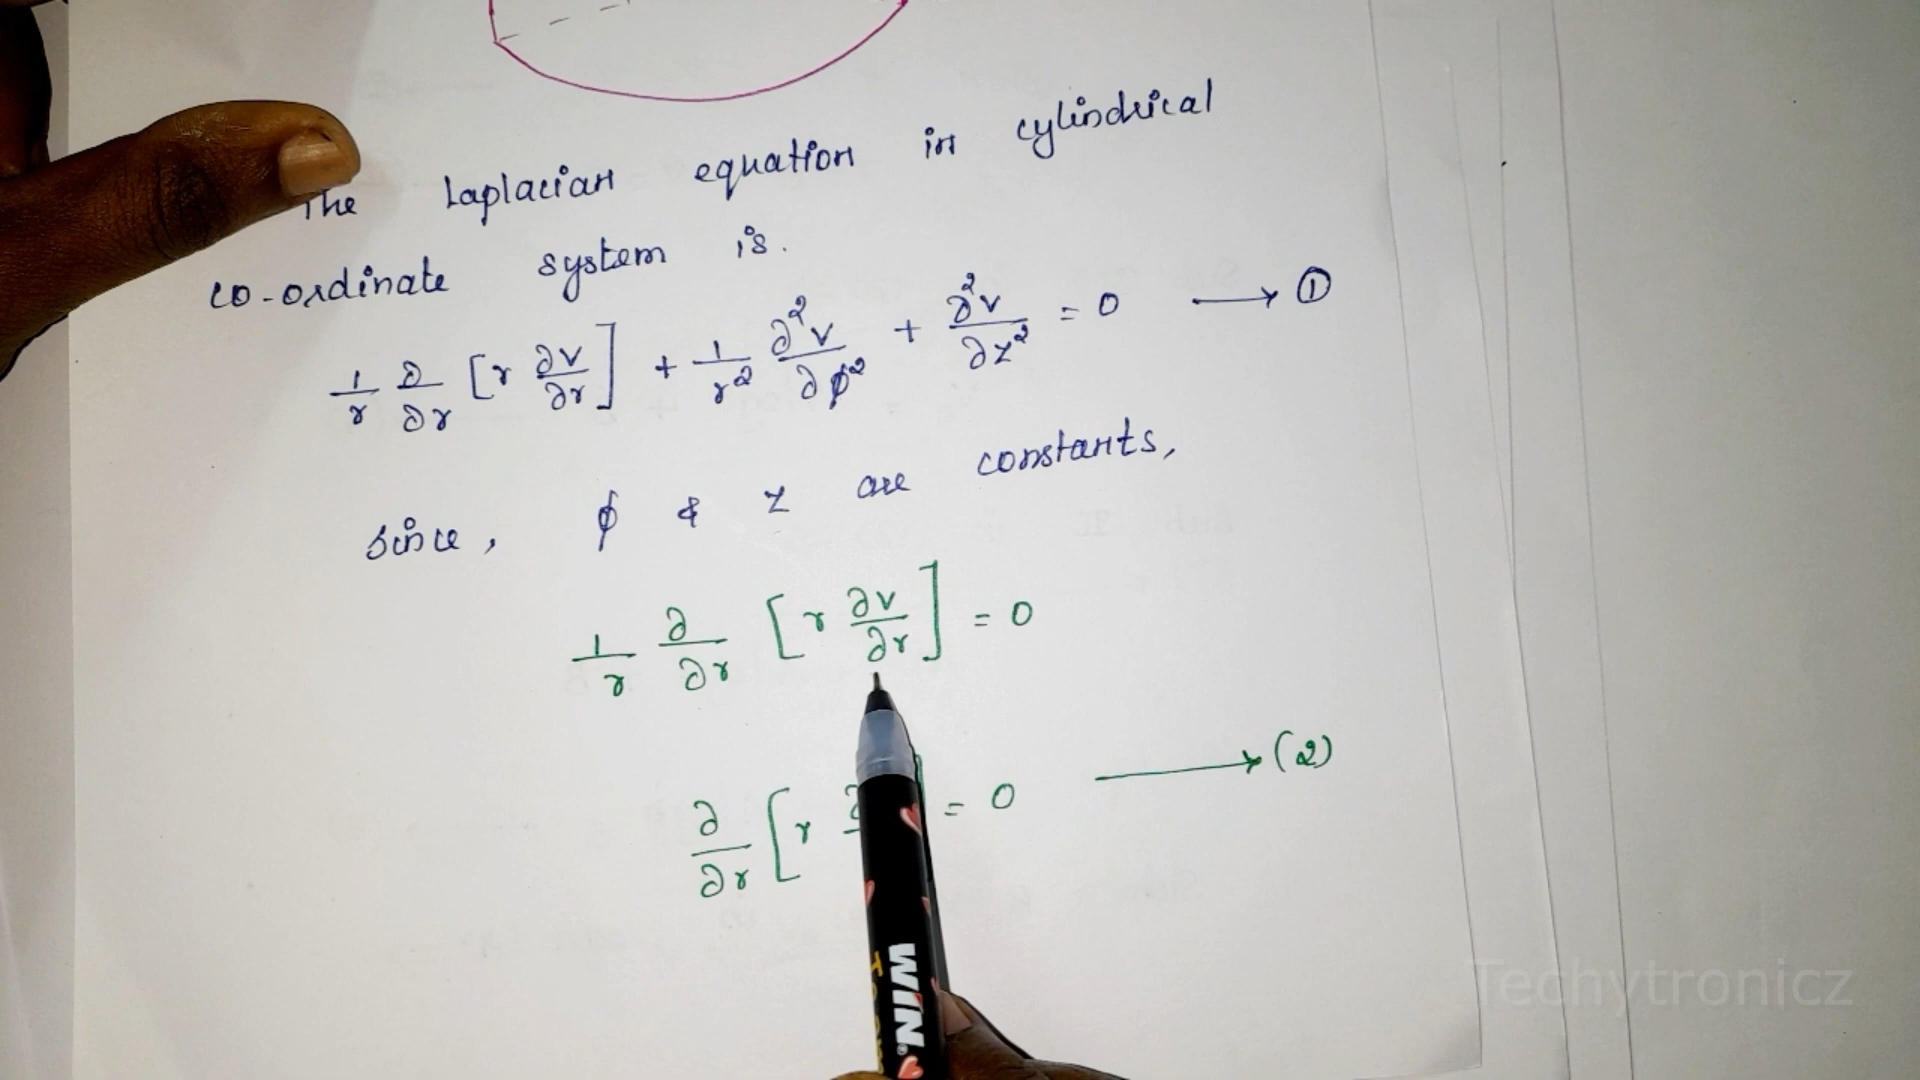 The Laplacian equation in cylindrical
co-ordinate system is.
1/r ∂/∂r [r ∂v/∂r] + 1/r² ∂²v/∂ϕ² + ∂²v/∂z² = 0 → ①
since, ϕ & z are constants,
1/r ∂/∂r [r ∂v/∂r] = 0
∂/∂r [r = 0 → (2)
WIN
Techytronicz